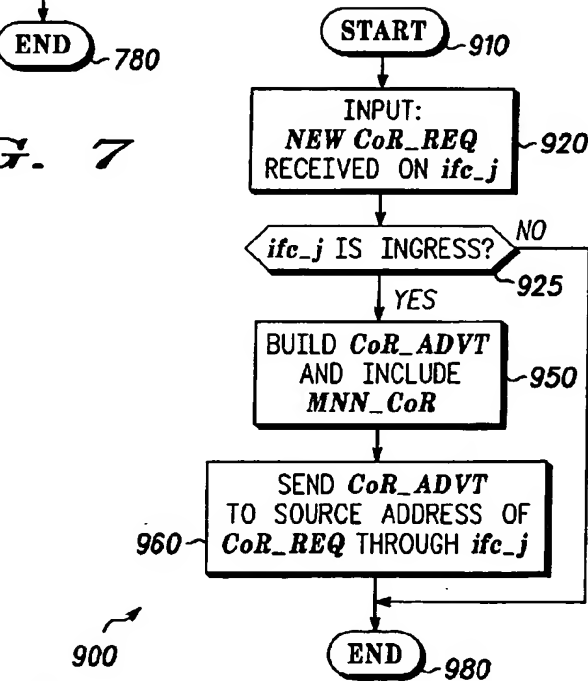 END
780
G. 7
START
910
INPUT:
NEW CoR_REQ
RECEIVED ON ifc_j
920
ifc_j IS INGRESS?
NO
925
YES
BUILD CoR_ADVT
AND INCLUDE
MNN_CoR
950
SEND CoR_ADVT
TO SOURCE ADDRESS OF
CoR_REQ THROUGH ifc_j
960
900
END
980